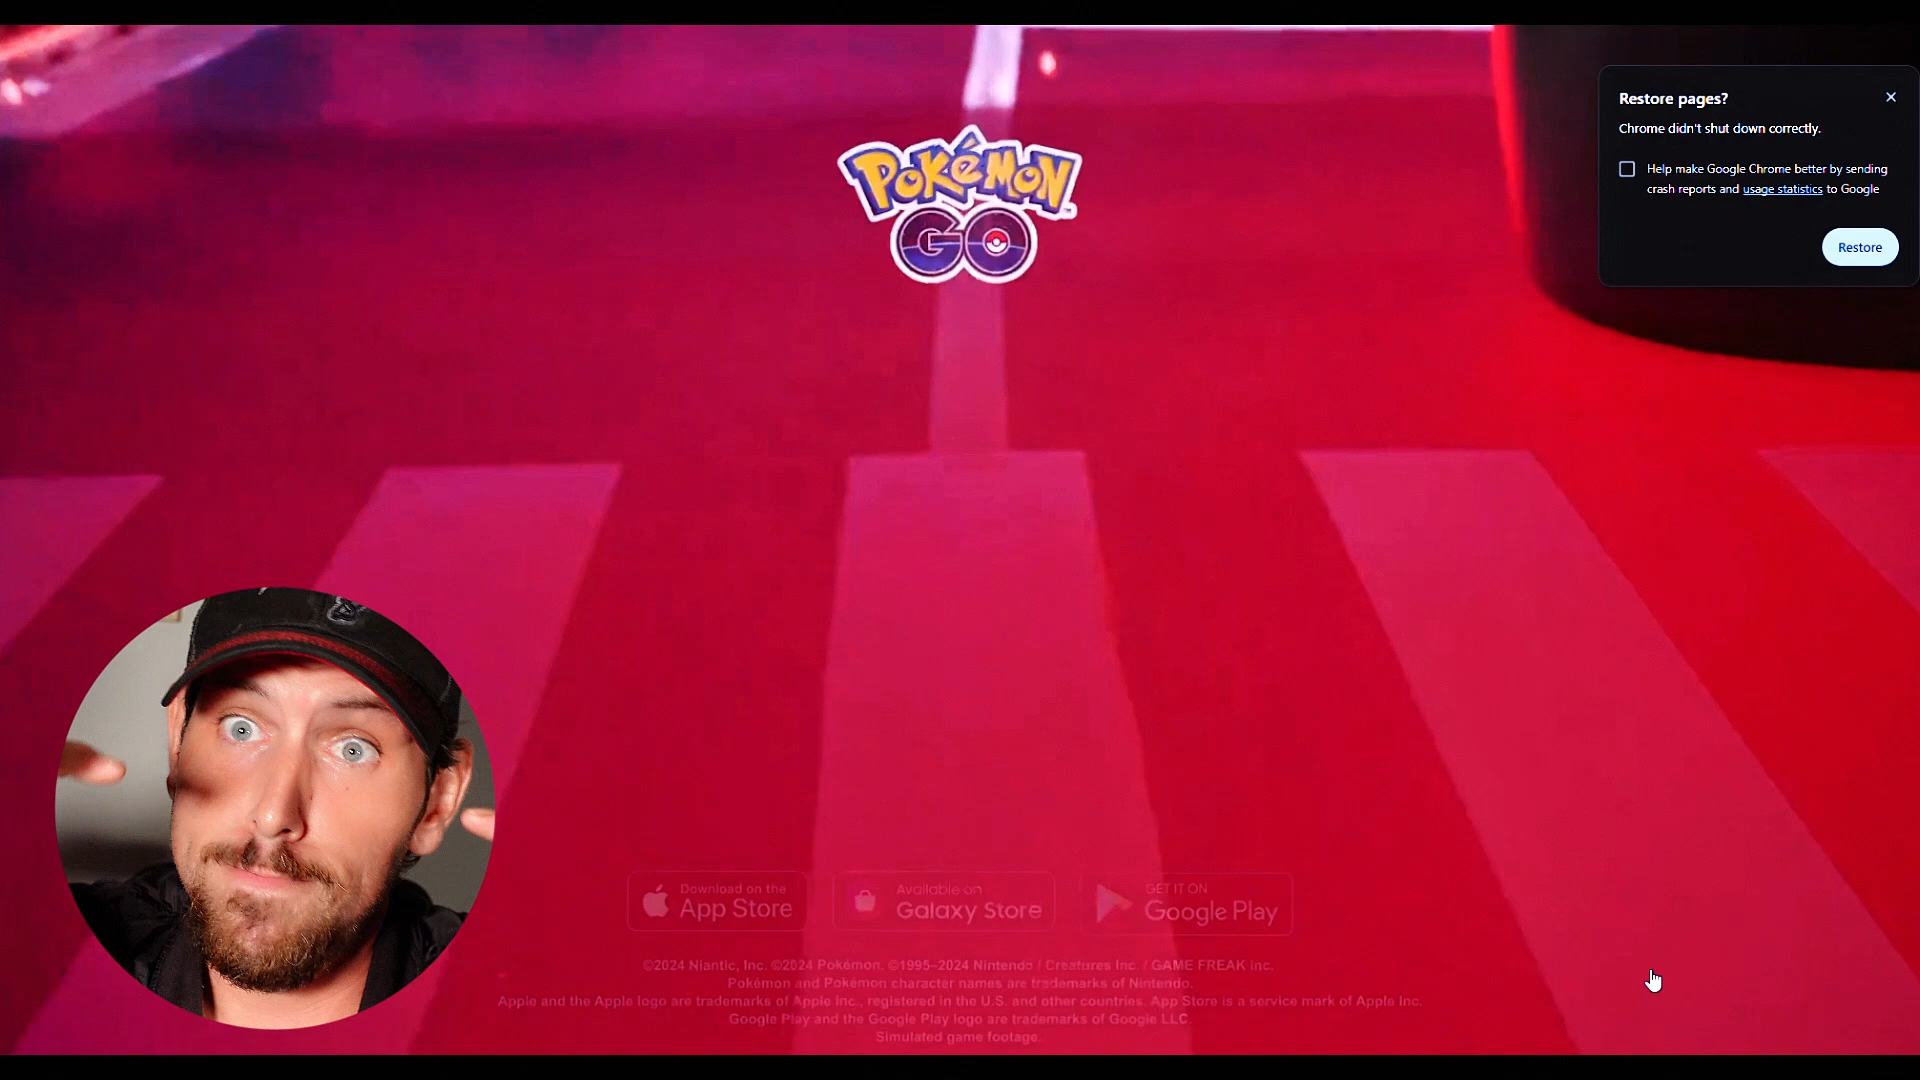 POKÉMON
GO
Restore pages?
Chrome didn't shut down correctly.
Help make Google Chrome better by sending
crash reports and usage statistics to Google
Restore
Download on the
App Store
Available on
Galaxy Store
GET IT ON
Google Play
©2024 Niantic, Inc. ©2024 Pokémon. ©1995–2024 Nintendo / Creatures Inc. / GAME FREAK inc.
Pokémon and Pokémon character names are trademarks of Nintendo.
Apple and the Apple logo are trademarks of Apple Inc., registered in the U.S. and other countries. App Store is a service mark of Apple Inc.
Google Play and the Google Play logo are trademarks of Google LLC.
Simulated game footage.